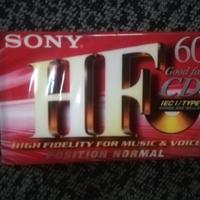 SONY
60
Good for
CD
HF
IEC I / TYPE I
HIGH FIDELITY FOR MUSIC & VOICE
POSITION NORMAL